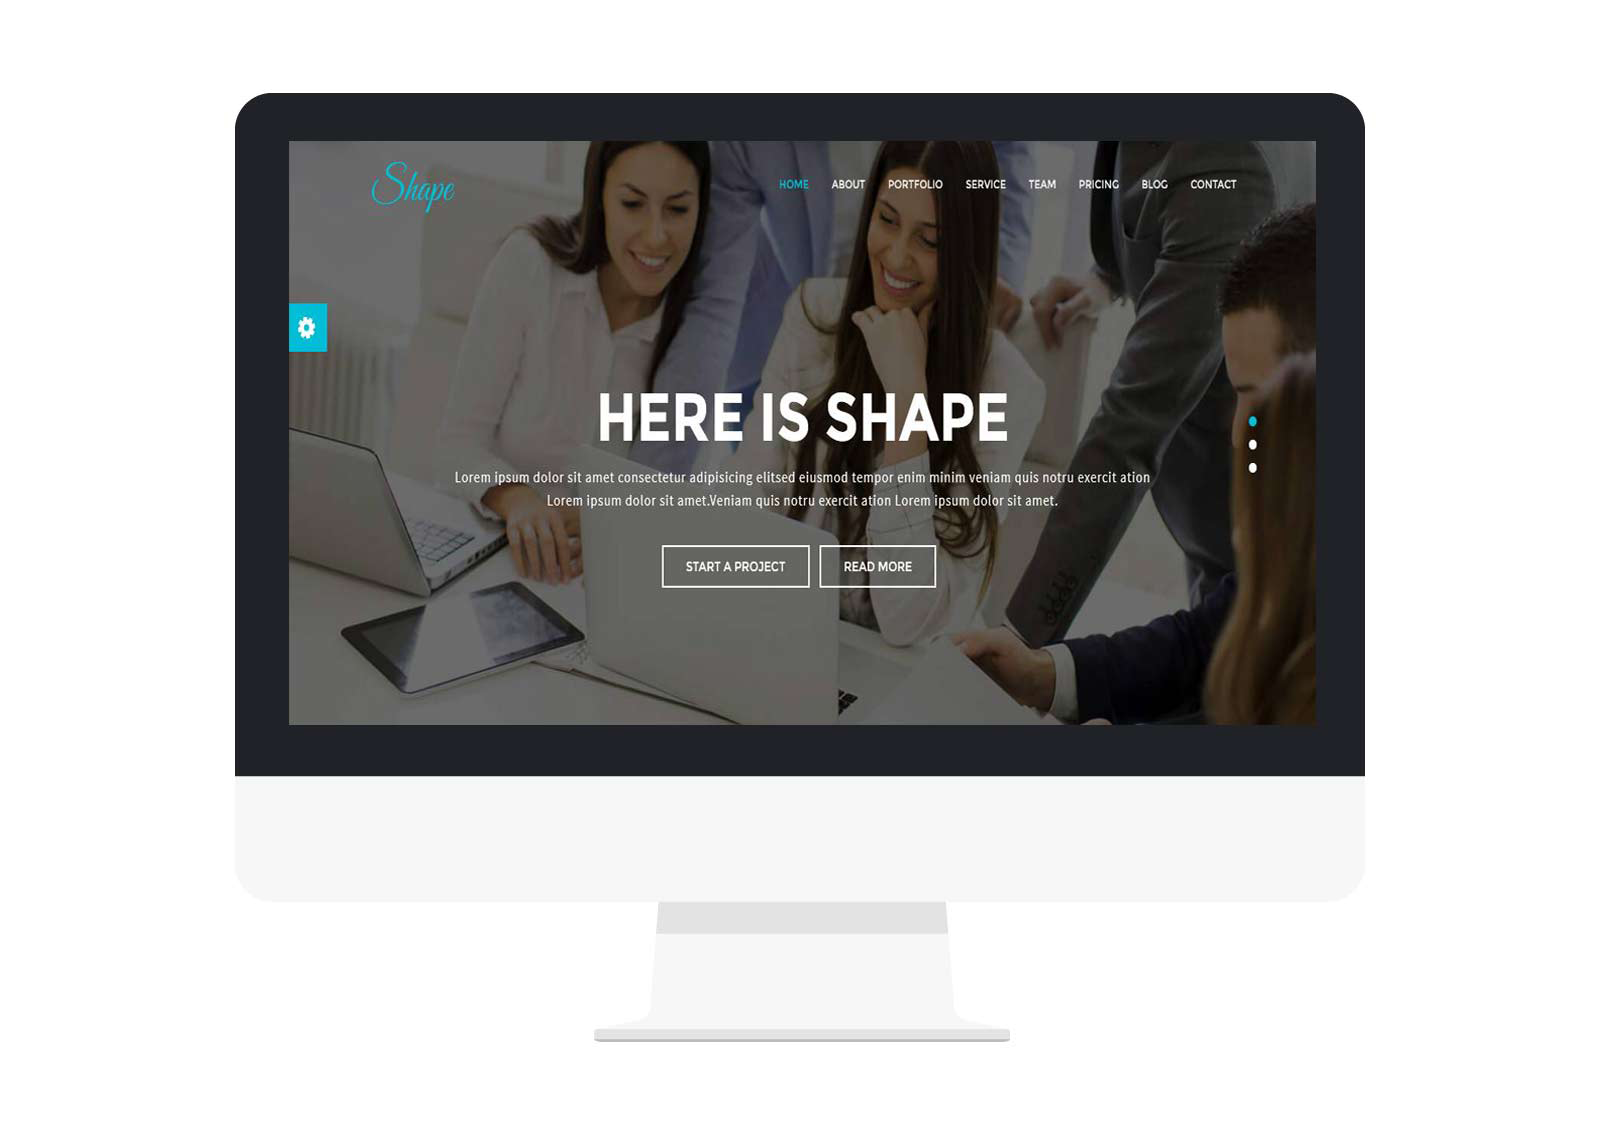 Shape
HOME ABOUT PORTFOLIO SERVICE TEAM PRICING BLOG CONTACT
HERE IS SHAPE
Lorem ipsum dolor sit amet consectetur adipisicing elitsed eiusmod tempor enim minim veniam quis notru exercit ation
Lorem ipsum dolor sit amet.Veniam quis notru exercit ation Lorem ipsum dolor sit amet.
START A PROJECT READ MORE